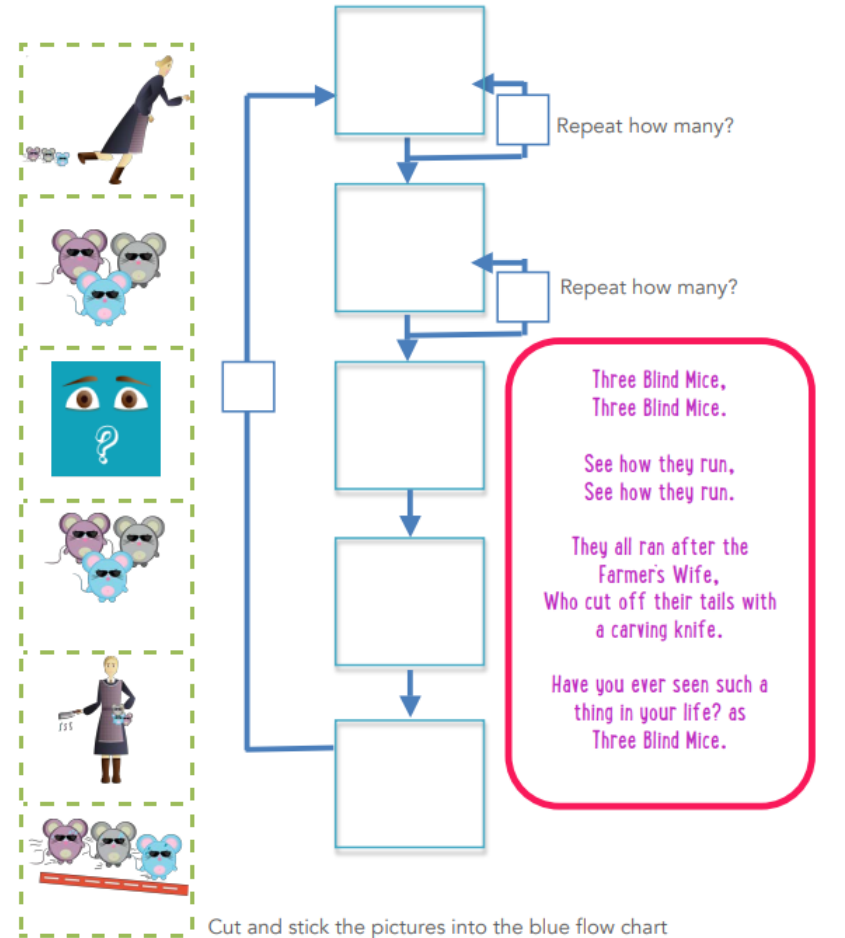 Repeat how many?
Repeat how many?
Three Blind Mice,
Three Blind Mice.
See how they run,
See how they run.
They all ran after the
Farmer's Wife,
Who cut off their tails with
a carving knife.
Have you ever seen such a
thing in your life? as
Three Blind Mice.
?
sss
Cut and stick the pictures into the blue flow chart